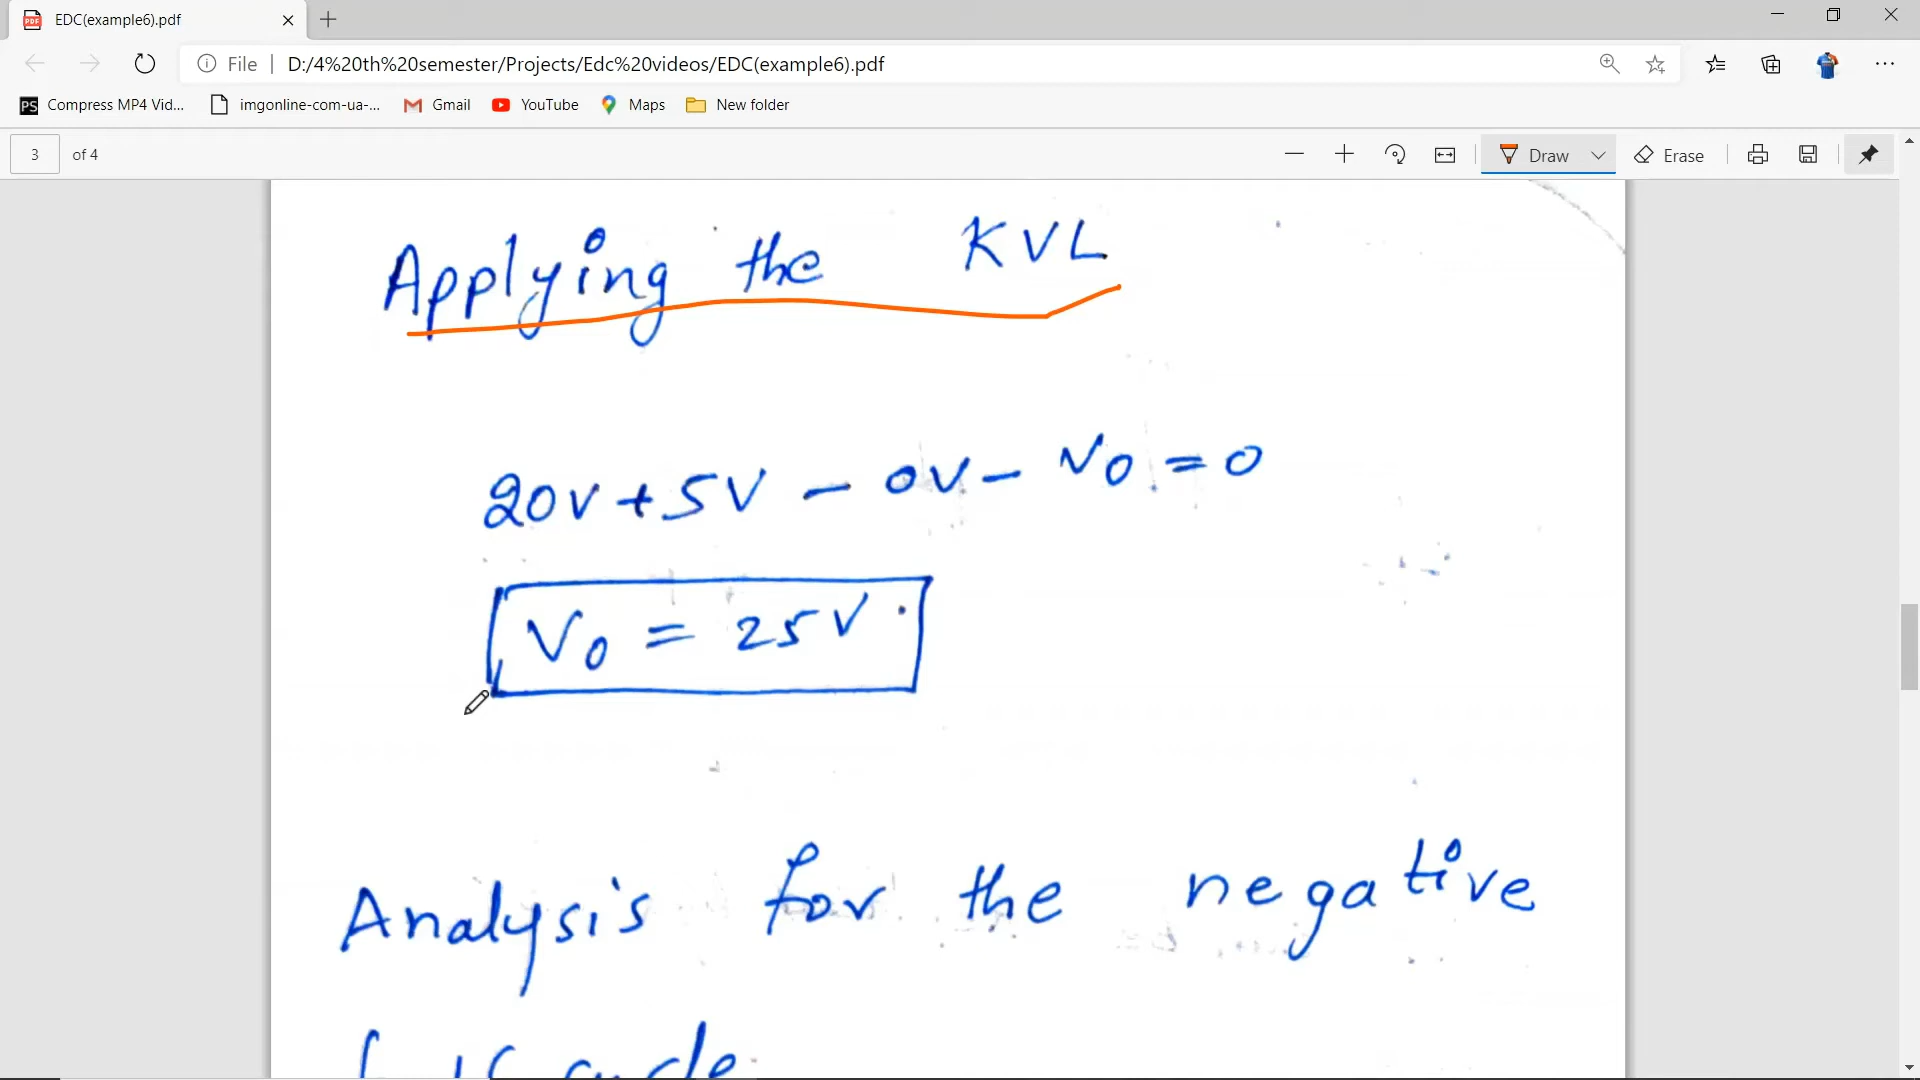 EDC(example6).pdf
File | D:/4%20th%20semester/Projects/Edc%20videos/EDC(example6).pdf
Compress MP4 Vid... imgonline-com-ua-... Gmail YouTube Maps New folder
3 of 4 Draw Erase
Applying the KVL
20V + 5V - 0V - V0 = 0
V0 = 25V
Analysis for the negative